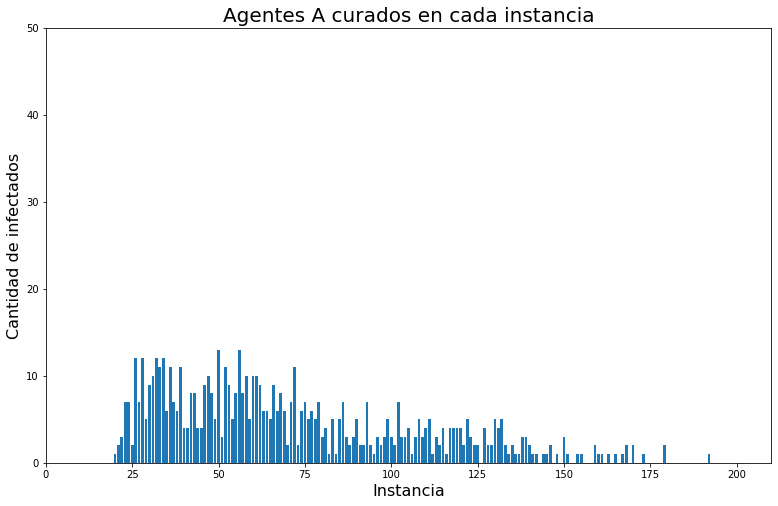 Agentes A curados en cada instancia
50
40
30
20
10
0
Cantidad de infectados
0 25 50 75 100 125 150 175 200
Instancia